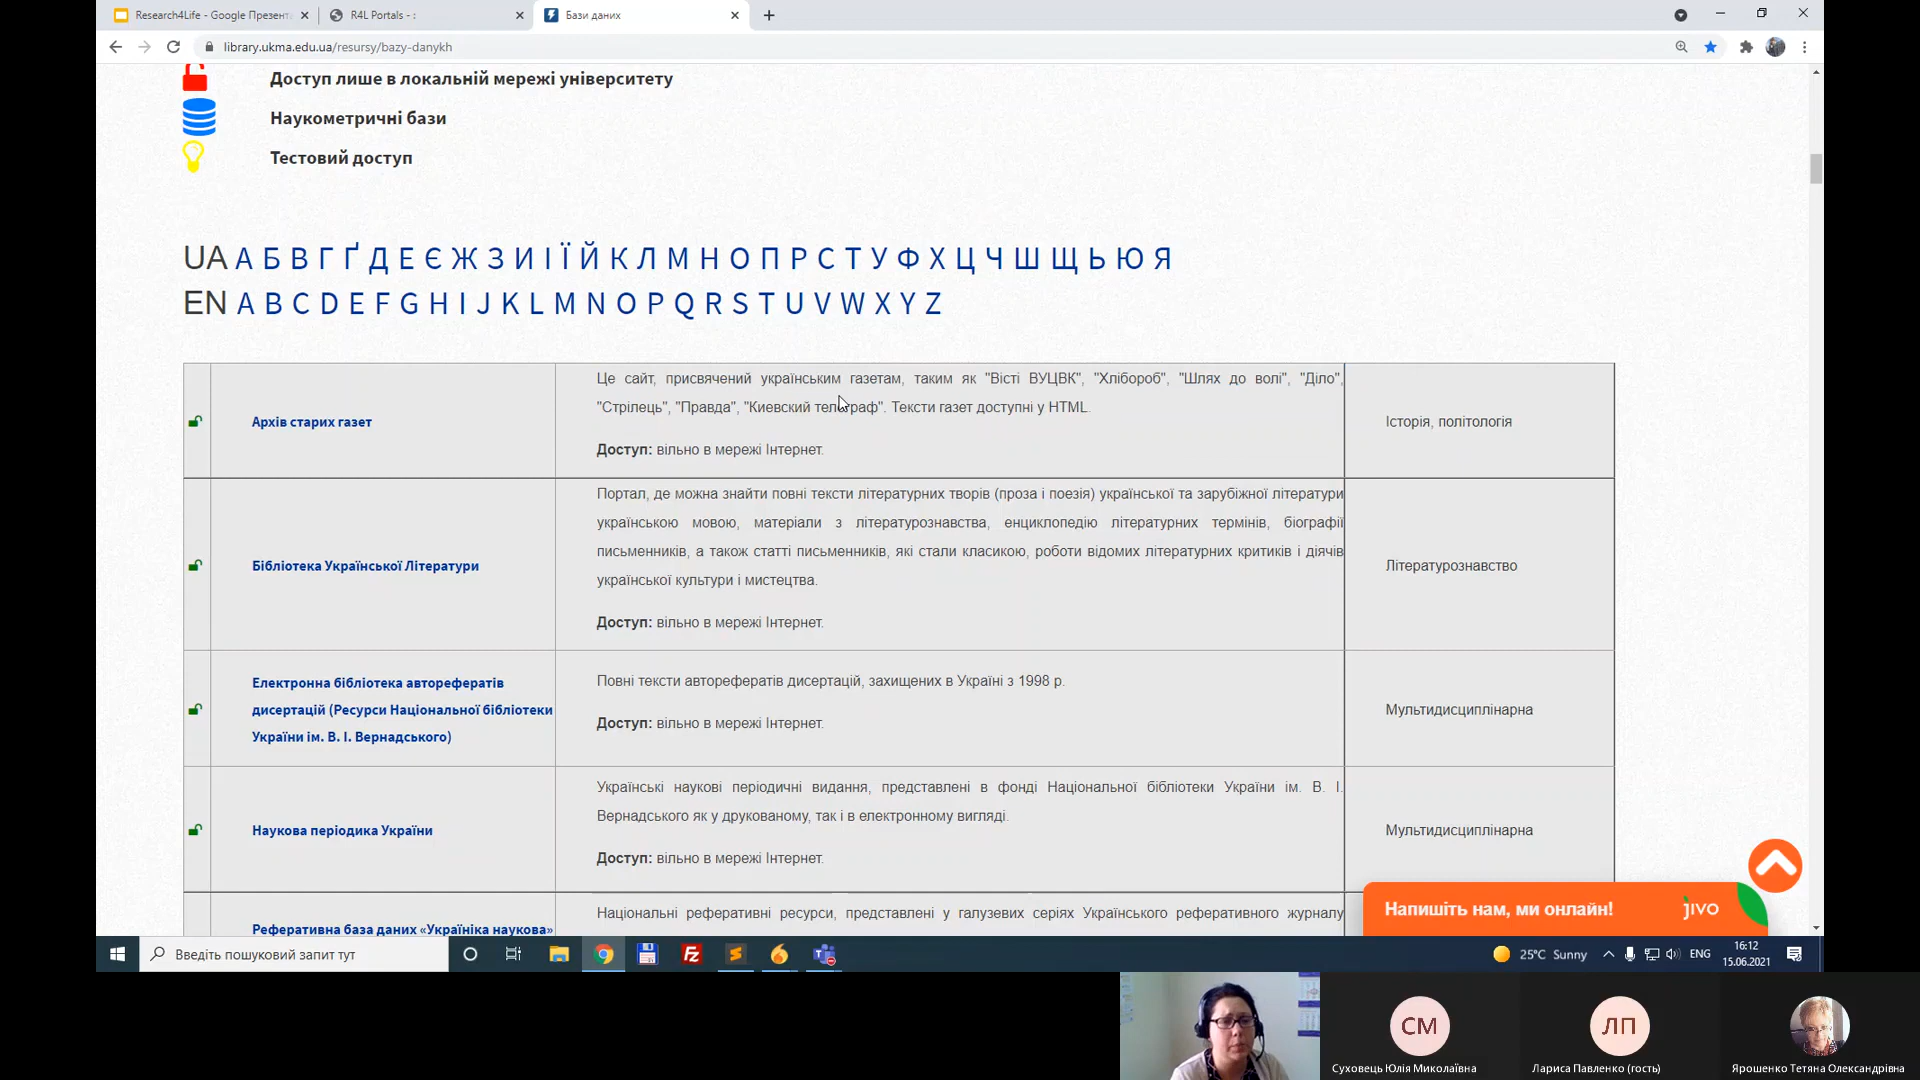 Research4Life - Google Презент
R4L Portals - :
Бази даних
library.ukma.edu.ua/resursy/bazy-danykh
Доступ лише в локальній мережі університету
Наукометричні бази
Тестовий доступ
UA А Б В Г Ґ Д Е Є Ж З И І Ї Й К Л М Н О П Р С Т У Ф Х Ц Ч Ш Щ Ь Ю Я
EN A B C D E F G H I J K L M N O P Q R S T U V W X Y Z
Архів старих газет
Це сайт, присвячений українським газетам, таким як "Вісті ВУЦВК", "Хлібороб", "Шлях до волі", "Діло",
"Стрілець", "Правда", "Киевский телеграф". Тексти газет доступні у HTML.
Доступ: вільно в мережі Інтернет.
Історія, політологія
Бібліотека Української Літератури
Портал, де можна знайти повні тексти літературних творів (проза і поезія) української та зарубіжної літератури
українською мовою, матеріали з літературознавства, енциклопедію літературних термінів, біографії
письменників, а також статті письменників, які стали класикою, роботи відомих літературних критиків і діячів
української культури і мистецтва.
Доступ: вільно в мережі Інтернет.
Літературознавство
Електронна бібліотека авторефератів
дисертацій (Ресурси Національної бібліотеки
України ім. В. І. Вернадського)
Повні тексти авторефератів дисертацій, захищених в Україні з 1998 р.
Доступ: вільно в мережі Інтернет.
Мультидисциплінарна
Наукова періодика України
Українські наукові періодичні видання, представлені в фонді Національної бібліотеки України ім. В. І.
Вернадського як у друкованому, так і в електронному вигляді.
Доступ: вільно в мережі Інтернет.
Мультидисциплінарна
Реферативна база даних «Україніка наукова»
Національні реферативні ресурси, представлені у галузевих серіях Українського реферативного журналу
Напишіть нам, ми онлайн!
jivo
Введіть пошуковий запит тут
25°C Sunny
ENG
16:12
15.06.2021
СМ
Суховець Юлія Миколаївна
ЛП
Лариса Павленко (гость)
Ярошенко Тетяна Олександрівна